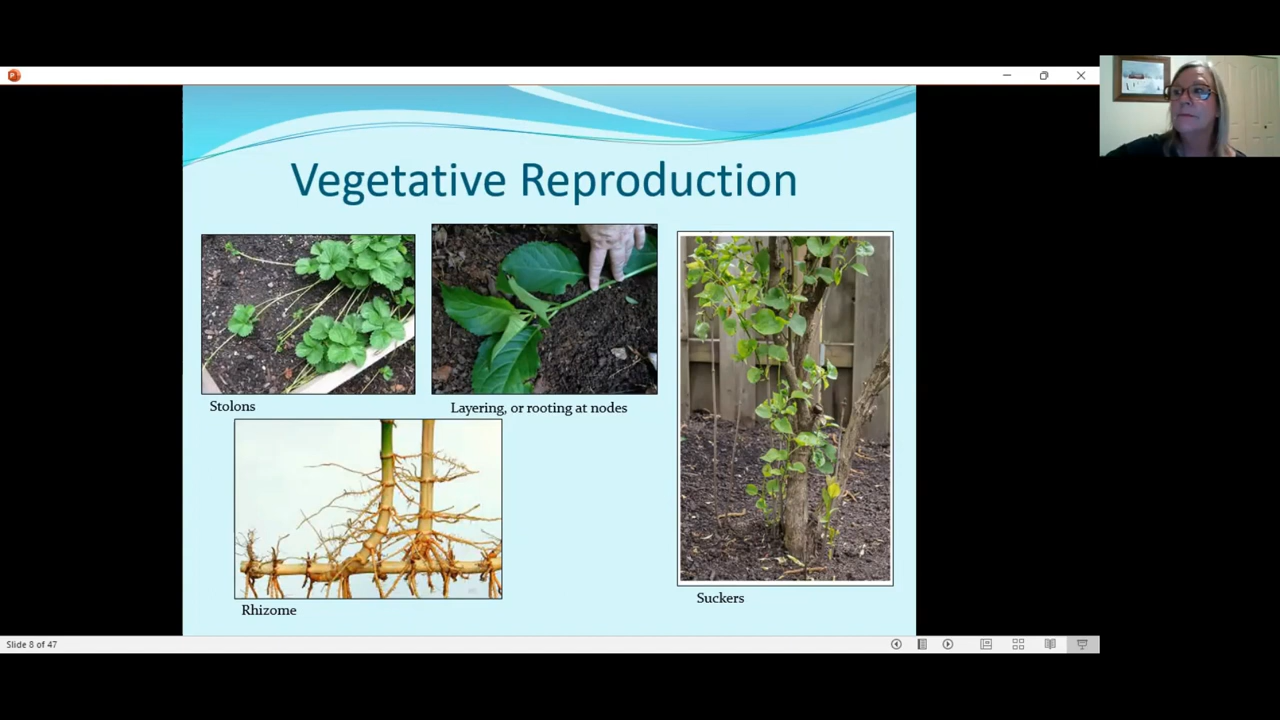 Vegetative Reproduction
Stolons
Layering, or rooting at nodes
Rhizome
Suckers
Slide 8 of 47